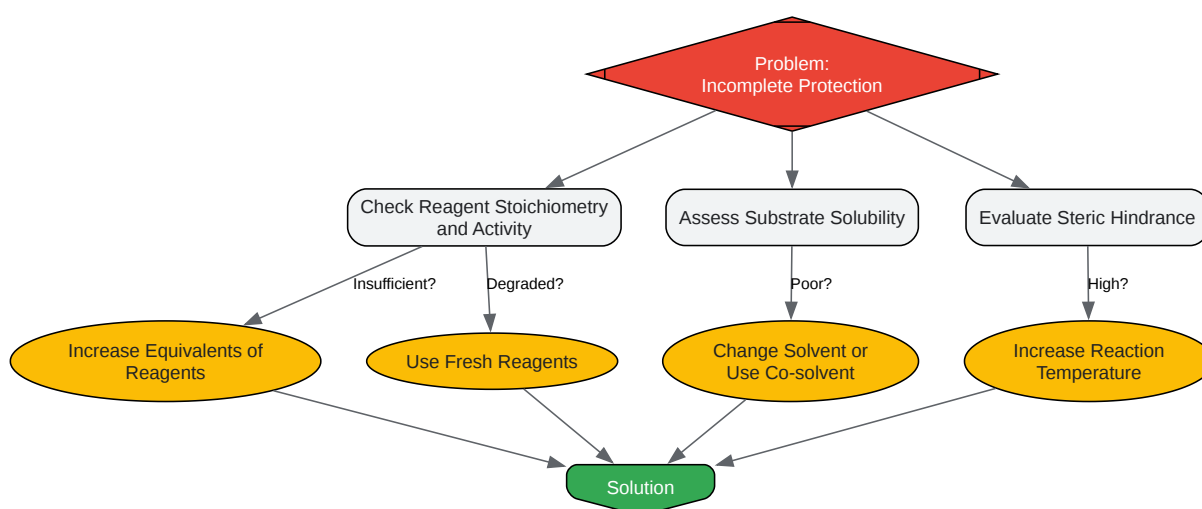 Problem:
Incomplete Protection
Check Reagent Stoichiometry
and Activity
Assess Substrate Solubility
Evaluate Steric Hindrance
Insufficient?
Degraded?
Poor?
High?
Increase Equivalents of
Reagents
Use Fresh Reagents
Change Solvent or
Use Co-solvent
Increase Reaction
Temperature
Solution